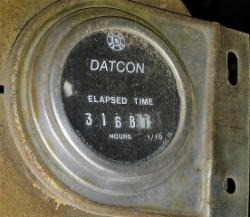 DATCON
ELAPSED TIME
3168
HOURS 1/10